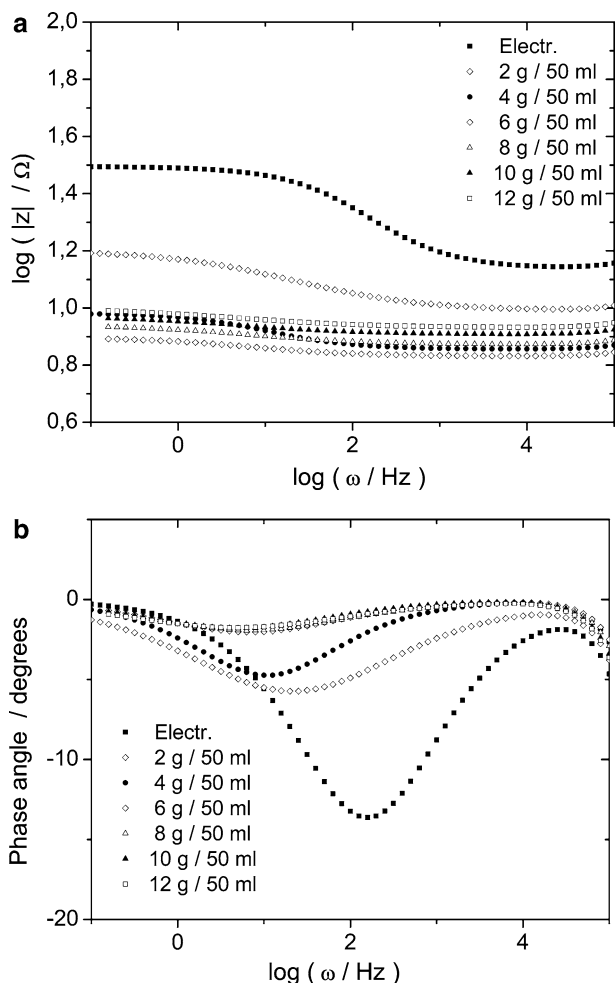 a
2,0
1,8
1,6
1,4
1,2
1,0
0,8
0,6
log ( |z| / Ω)
Electr.
2 g / 50 ml
4 g / 50 ml
6 g / 50 ml
8 g / 50 ml
10 g / 50 ml
12 g / 50 ml
0
2
4
log ( ω / Hz )
b
0
-10
-20
Phase angle / degrees
Electr.
2 g / 50 ml
4 g / 50 ml
6 g / 50 ml
8 g / 50 ml
10 g / 50 ml
12 g / 50 ml
0
2
4
log ( ω / Hz )